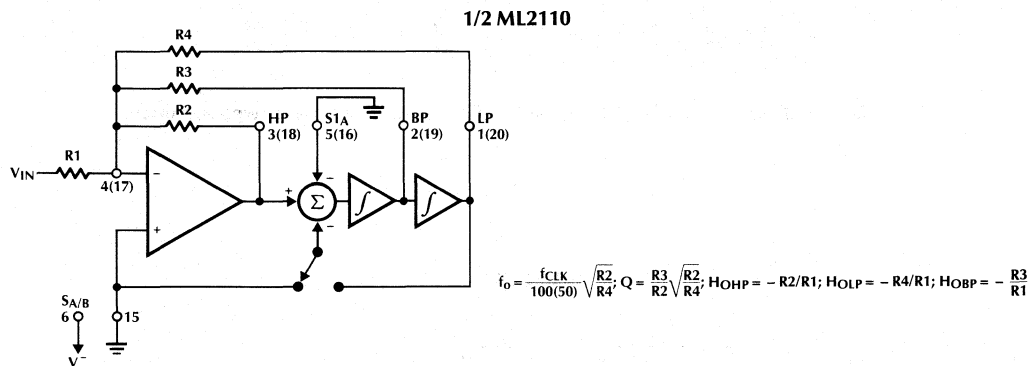 1/2 ML2110
R4
R3
R2
HP
3(18)
S1A
5(16)
BP
2(19)
LP
1(20)
R1
VIN
4(17)
−
+
+
−
Σ
−
∫
∫
SA/B
6
15
V−
fo = fCLK/100(50) √R2/R4; Q = R3/R2 √R2/R4; HOHP = − R2/R1; HOLP = − R4/R1; HOBP = − R3/R1